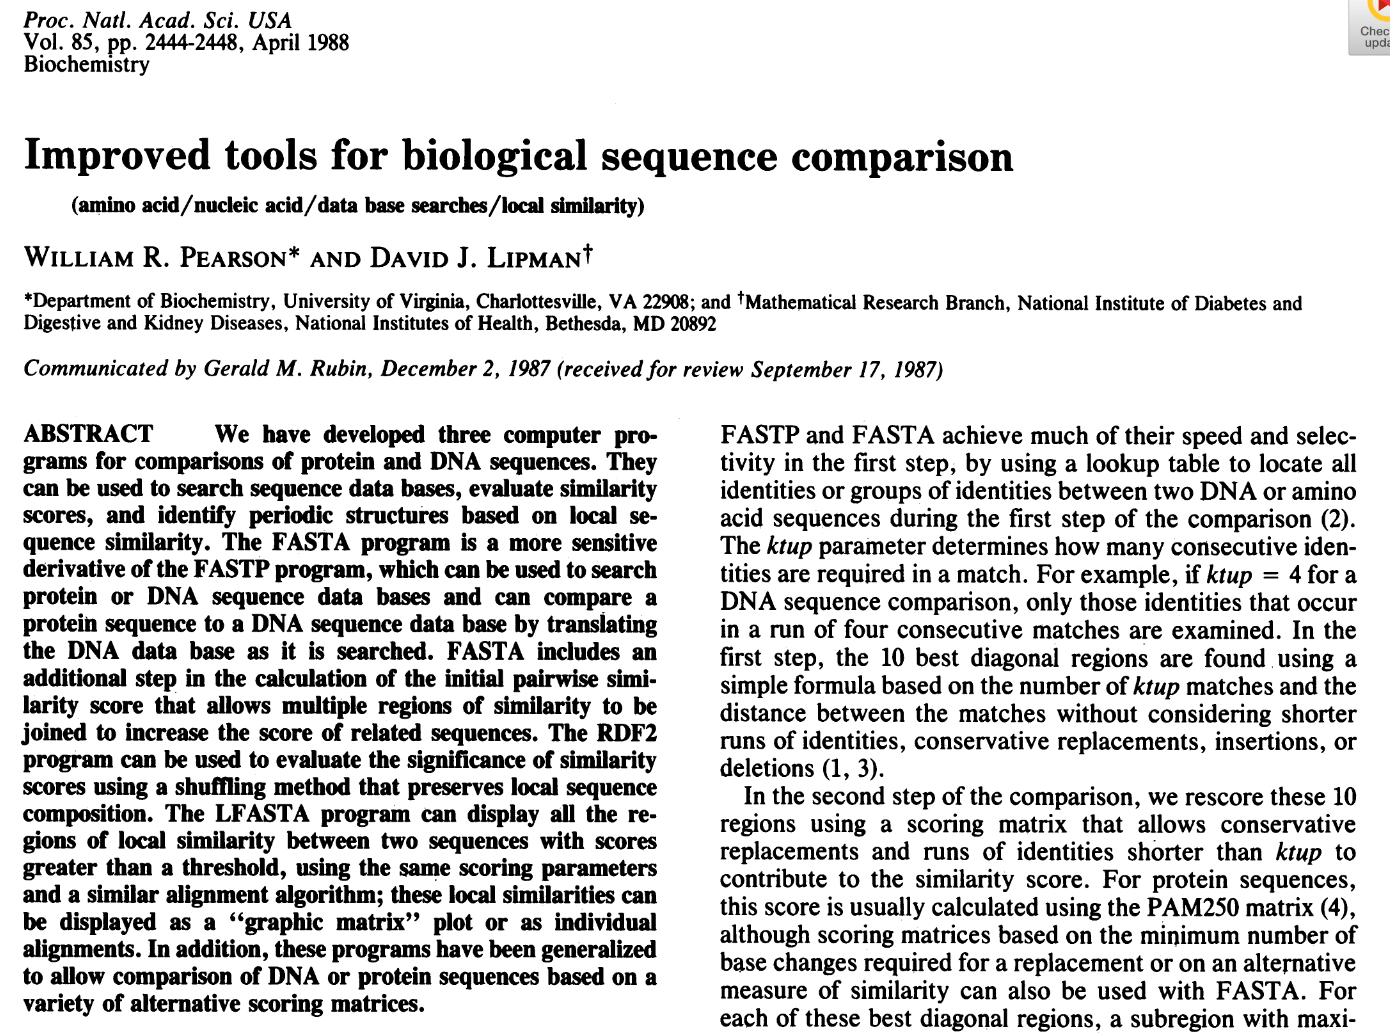 Proc. Natl. Acad. Sci. USA
Vol. 85, pp. 2444-2448, April 1988
Biochemistry
Chec
upda
Improved tools for biological sequence comparison
(amino acid/nucleic acid/data base searches/local similarity)
WILLIAM R. PEARSON* AND DAVID J. LIPMAN†
*Department of Biochemistry, University of Virginia, Charlottesville, VA 22908; and †Mathematical Research Branch, National Institute of Diabetes and
Digestive and Kidney Diseases, National Institutes of Health, Bethesda, MD 20892
Communicated by Gerald M. Rubin, December 2, 1987 (received for review September 17, 1987)
ABSTRACT We have developed three computer pro-
grams for comparisons of protein and DNA sequences. They
can be used to search sequence data bases, evaluate similarity
scores, and identify periodic structures based on local se-
quence similarity. The FASTA program is a more sensitive
derivative of the FASTP program, which can be used to search
protein or DNA sequence data bases and can compare a
protein sequence to a DNA sequence data base by translating
the DNA data base as it is searched. FASTA includes an
additional step in the calculation of the initial pairwise simi-
larity score that allows multiple regions of similarity to be
joined to increase the score of related sequences. The RDF2
program can be used to evaluate the significance of similarity
scores using a shuffling method that preserves local sequence
composition. The LFASTA program can display all the re-
gions of local similarity between two sequences with scores
greater than a threshold, using the same scoring parameters
and a similar alignment algorithm; these local similarities can
be displayed as a "graphic matrix" plot or as individual
alignments. In addition, these programs have been generalized
to allow comparison of DNA or protein sequences based on a
variety of alternative scoring matrices.
FASTP and FASTA achieve much of their speed and selec-
tivity in the first step, by using a lookup table to locate all
identities or groups of identities between two DNA or amino
acid sequences during the first step of the comparison (2).
The ktup parameter determines how many consecutive iden-
tities are required in a match. For example, if ktup = 4 for a
DNA sequence comparison, only those identities that occur
in a run of four consecutive matches are examined. In the
first step, the 10 best diagonal regions are found using a
simple formula based on the number of ktup matches and the
distance between the matches without considering shorter
runs of identities, conservative replacements, insertions, or
deletions (1, 3).
In the second step of the comparison, we rescore these 10
regions using a scoring matrix that allows conservative
replacements and runs of identities shorter than ktup to
contribute to the similarity score. For protein sequences,
this score is usually calculated using the PAM250 matrix (4),
although scoring matrices based on the minimum number of
base changes required for a replacement or on an alternative
measure of similarity can also be used with FASTA. For
each of these best diagonal regions, a subregion with maxi-